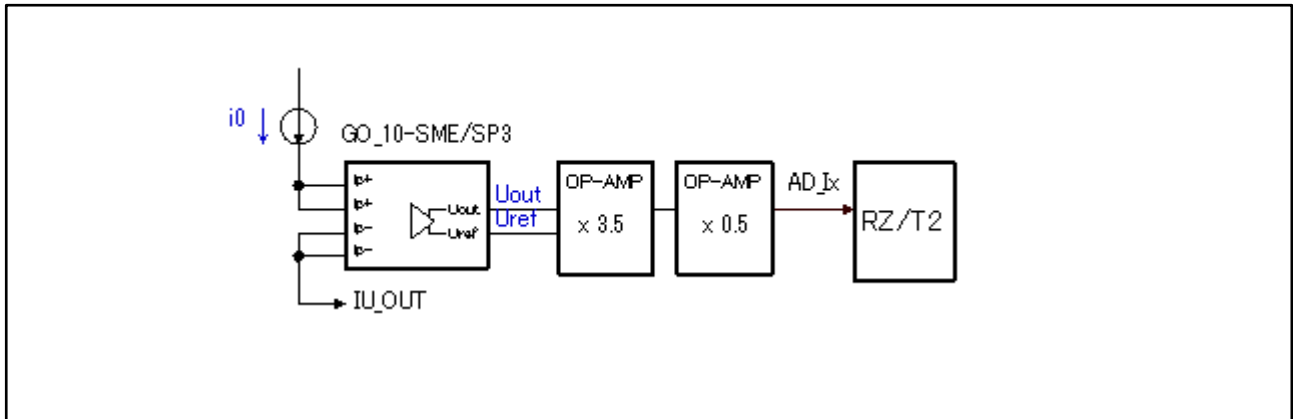 i0
GO_10-SME/SP3
Ip+
Ip+
Ip-
Ip-
Uout
Uref
Uout
Uref
OP-AMP
x 3.5
OP-AMP
x 0.5
AD_Ix
RZ/T2
IU_OUT